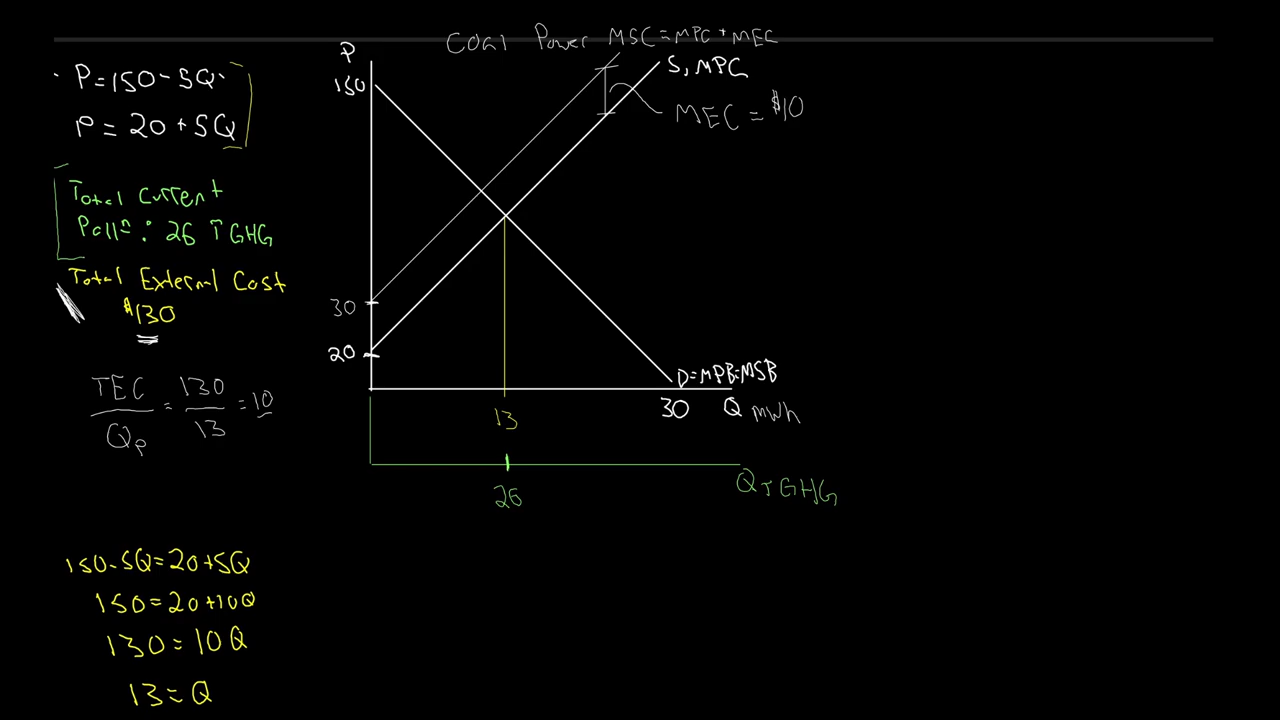 Coal Power MSC=MPC+MEC
P
S, MPC
150
MEC = $10
P=150-5Q
P=20+5Q
Total Current
Poll⁠ⁿ: 26 T GHG
Total External Cost
$130
30
20
TEC/Qp = 130/13 = 10
D=MPB=MSB
13
30
Q MWh
26
Q T GHG
150-5Q=20+5Q
150=20+10Q
130=10Q
13=Q